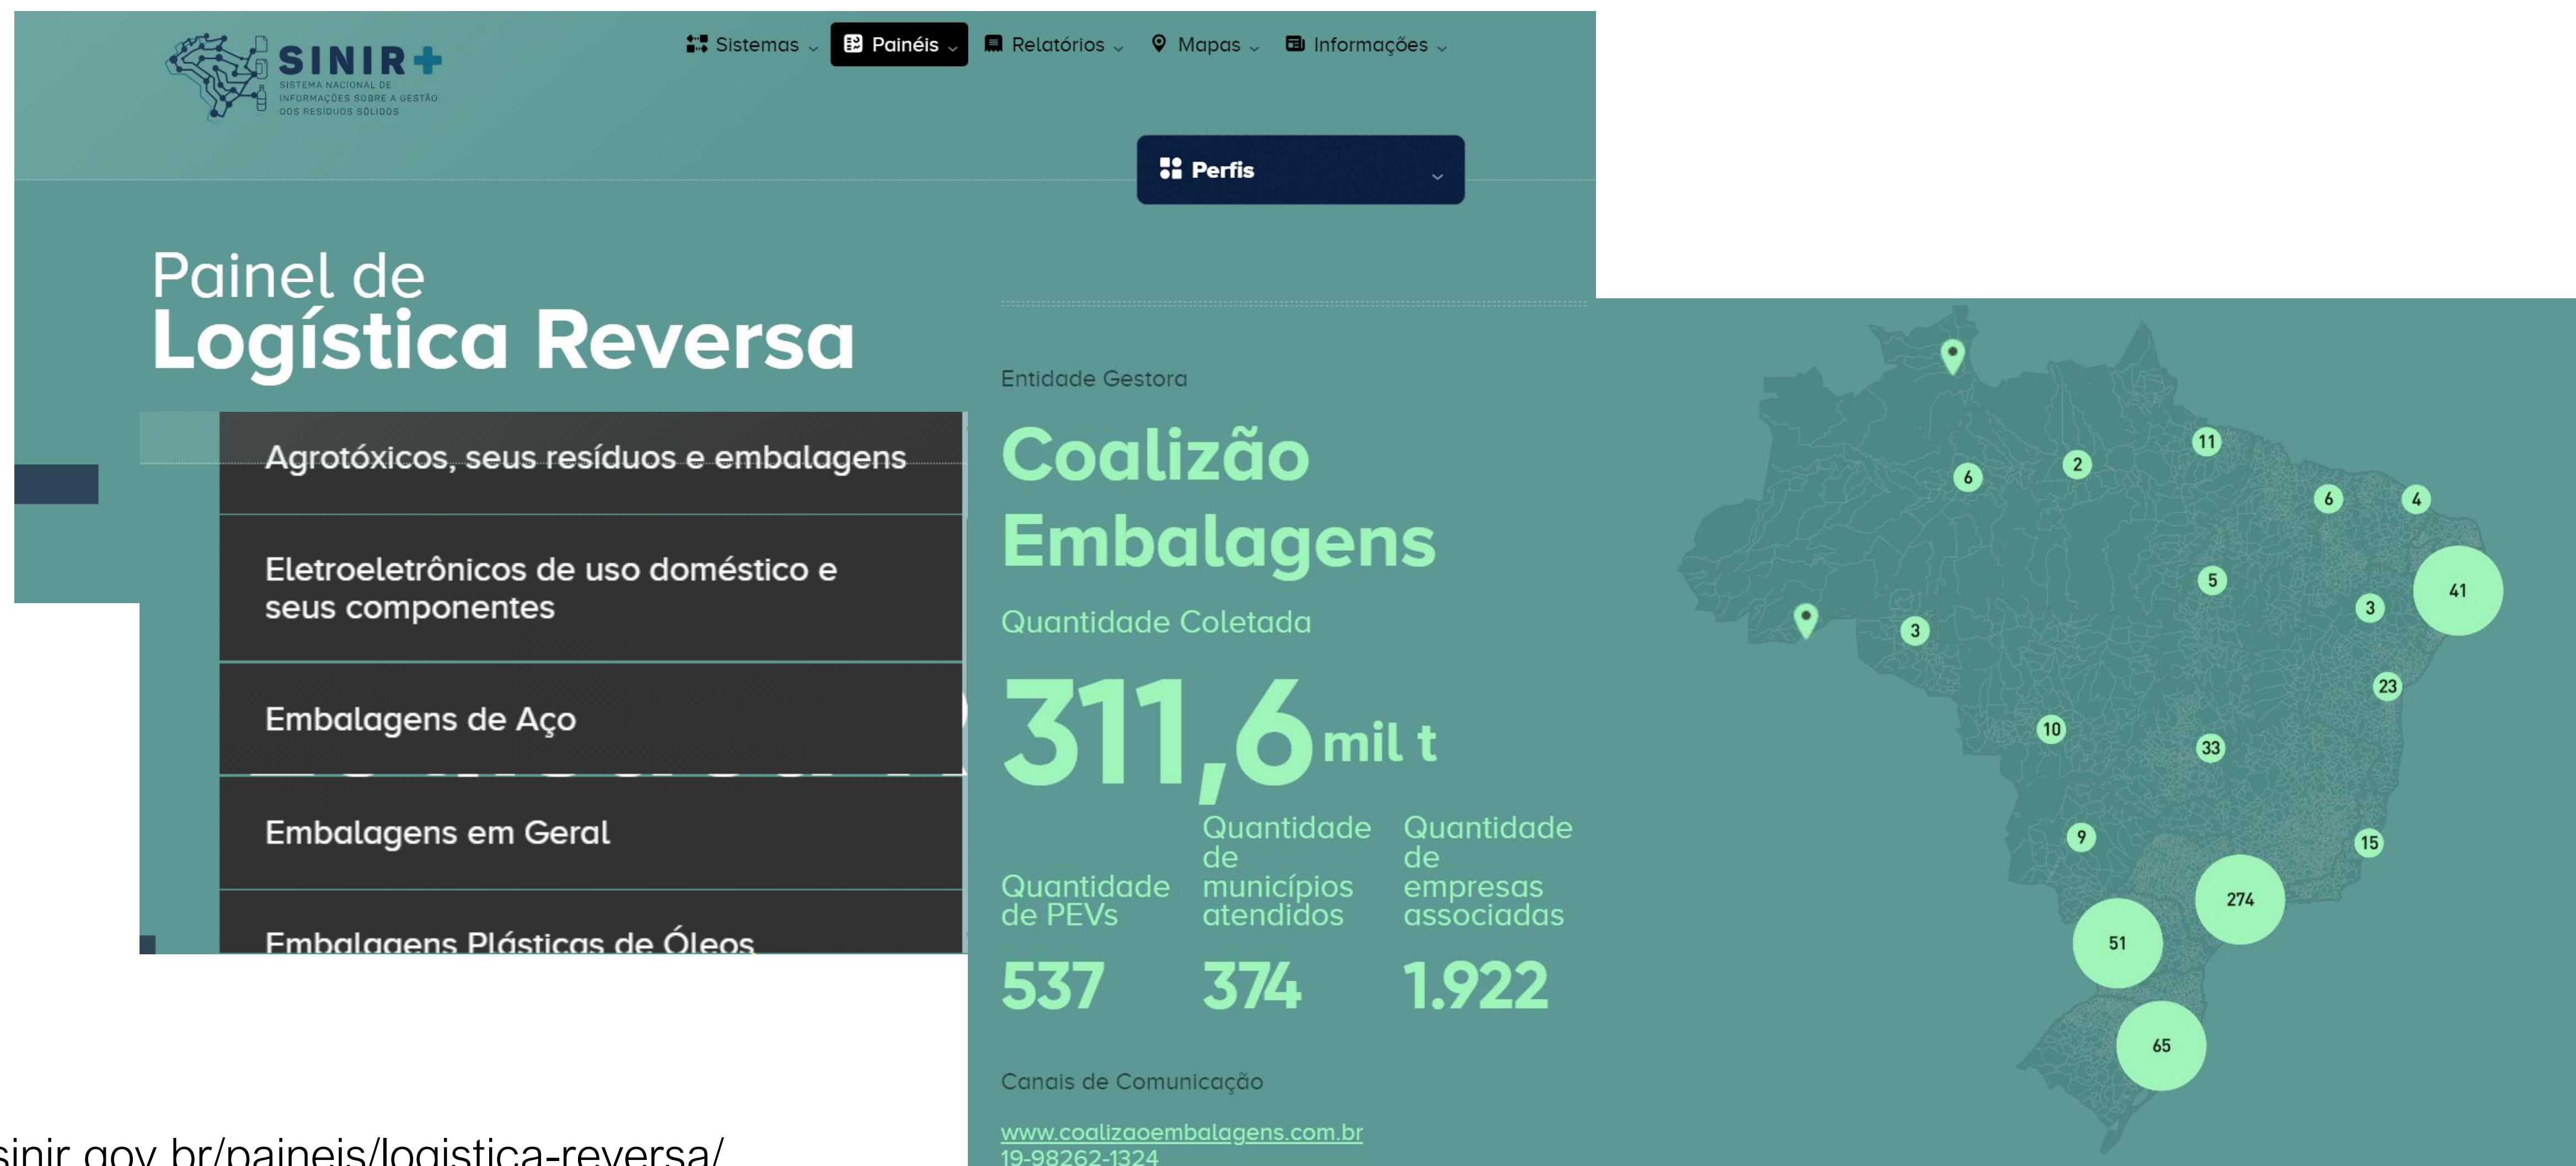 SINIR+
SISTEMA NACIONAL DE
INFORMAÇÕES SOBRE A GESTÃO
DOS RESÍDUOS SÓLIDOS
Sistemas
Painéis
Relatórios
Mapas
Informações
Perfis
Painel de
Logística Reversa
Agrotóxicos, seus resíduos e embalagens
Eletroeletrônicos de uso doméstico e
seus componentes
Embalagens de Aço
Embalagens em Geral
Embalagens Plásticas de Óleos
Entidade Gestora
Coalizão
Embalagens
Quantidade Coletada
311,6 mil t
Quantidade
de PEVs
537
Quantidade
de
municípios
atendidos
374
Quantidade
de
empresas
associadas
1.922
Canais de Comunicação
www.coalizaoembalagens.com.br
19-98262-1324
11
2
6
6
4
41
5
3
3
23
10
33
9
15
274
51
65
sinir.gov.br/paineis/logistica-reversa/